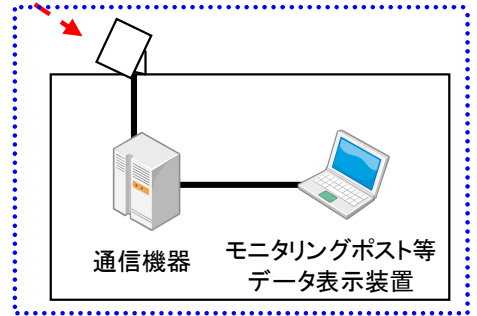 通信機器
モニタリングポスト等
データ表示装置